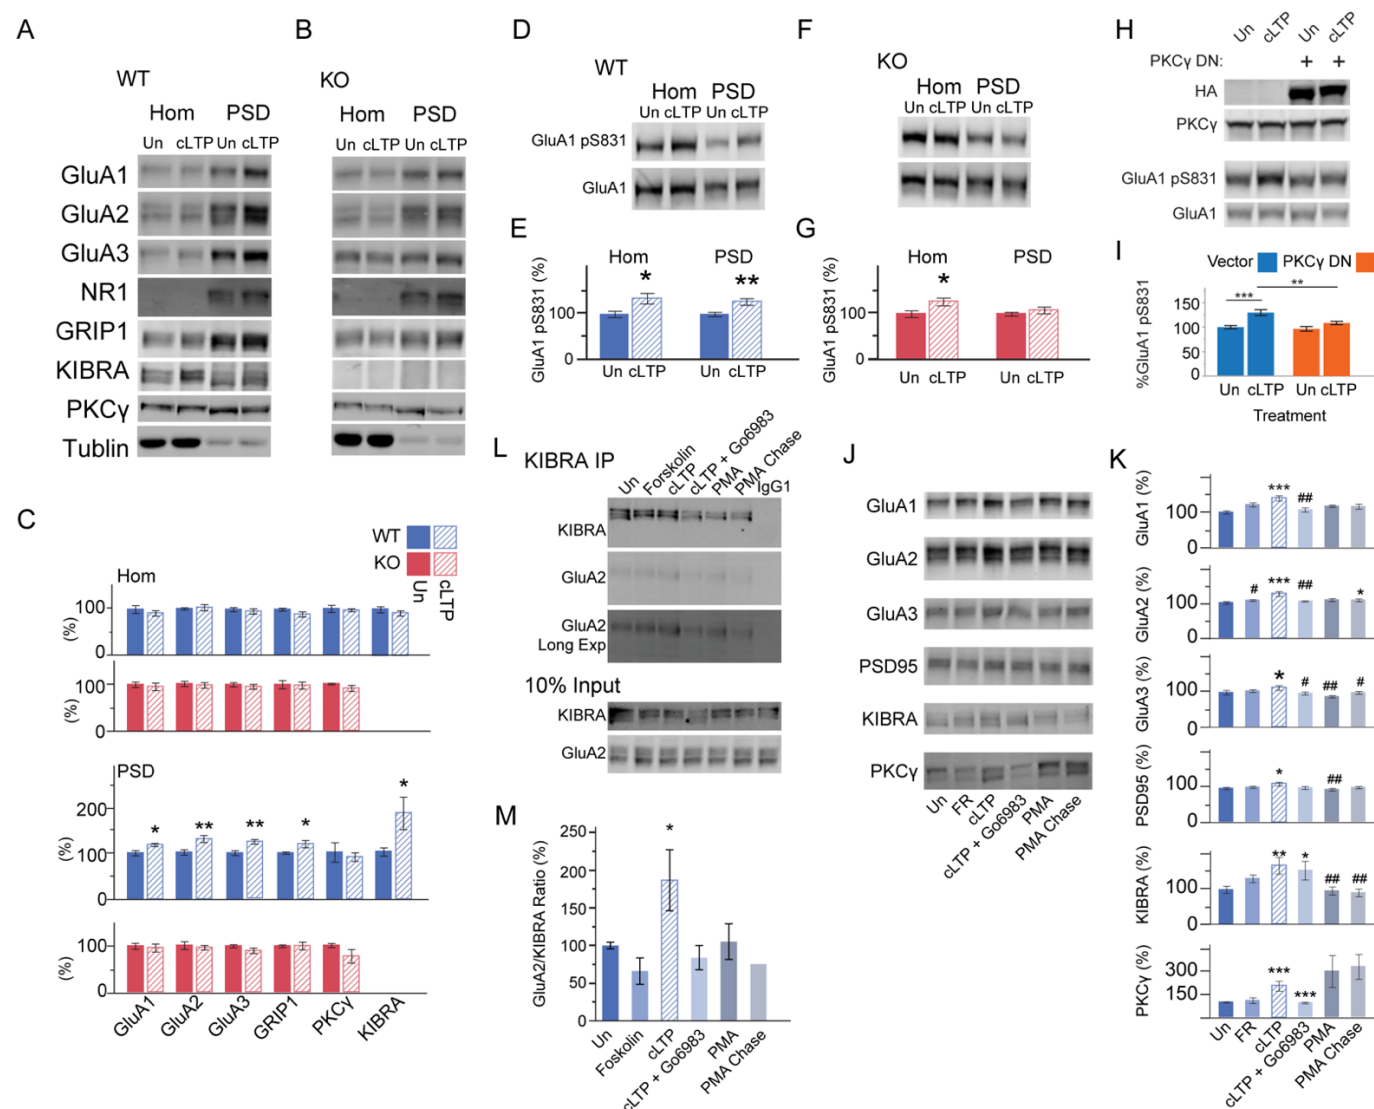 A
WT
Hom PSD
Un cLTP Un cLTP
GluA1
GluA2
GluA3
NR1
GRIP1
KIBRA
PKCγ
Tublin
B
KO
Hom PSD
Un cLTP Un cLTP
C
WT
KO
Un
cLTP
Hom
(%)
100
0
(%)
100
0
PSD
(%)
200
100
0
* ** ** * *
(%)
100
0
GluA1 GluA2 GluA3 GRIP1 PKCγ KIBRA
D
WT
Hom PSD
Un cLTP Un cLTP
GluA1 pS831
GluA1
E
Hom PSD
GluA1 pS831 (%)
100
0
* **
Un cLTP Un cLTP
F
KO
Hom PSD
Un cLTP Un cLTP
G
Hom PSD
GluA1 pS831 (%)
100
0
*
Un cLTP Un cLTP
H
Un cLTP Un cLTP
PKCγ DN: + +
HA
PKCγ
GluA1 pS831
GluA1
I
Vector PKCγ DN
%GluA1 pS831
150
100
50
0
*** **
Un cLTP Un cLTP
Treatment
L
KIBRA IP
Un Forskolin cLTP cLTP + Go6983 PMA PMA Chase IgG1
KIBRA
GluA2
GluA2
Long Exp
10% Input
KIBRA
GluA2
M
GluA2/KIBRA Ratio (%)
250
200
150
100
50
0
*
Un Foskolin cLTP cLTP + Go6983 PMA PMA Chase
J
GluA1
GluA2
GluA3
PSD95
KIBRA
PKCγ
Un FR cLTP cLTP + Go6983 PMA PMA Chase
K
GluA1 (%)
100
0
*** ##
GluA2 (%)
100
0
# *** ## *
GluA3 (%)
100
0
* # ## #
PSD95 (%)
100
0
* ##
KIBRA (%)
100
0
** * ## ##
PKCγ (%)
300
150
*** ***
Un FR cLTP cLTP + Go6983 PMA PMA Chase